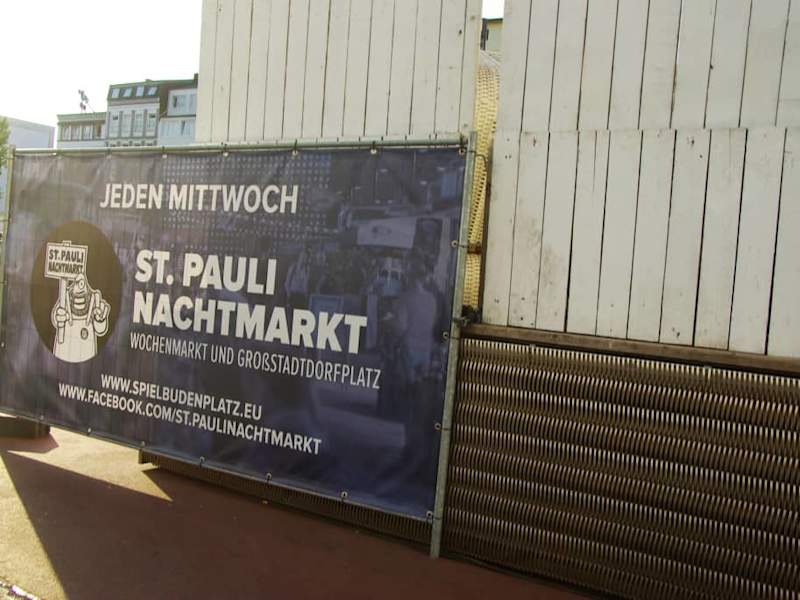 JEDEN MITTWOCH
ST. PAULI
NACHTMARKT
ST. PAULI
NACHTMARKT
WOCHENMARKT UND GROßSTADTDORFPLATZ
WWW.SPIELBUDENPLATZ.EU
WWW.FACEBOOK.COM/ST.PAULINACHTMARKT